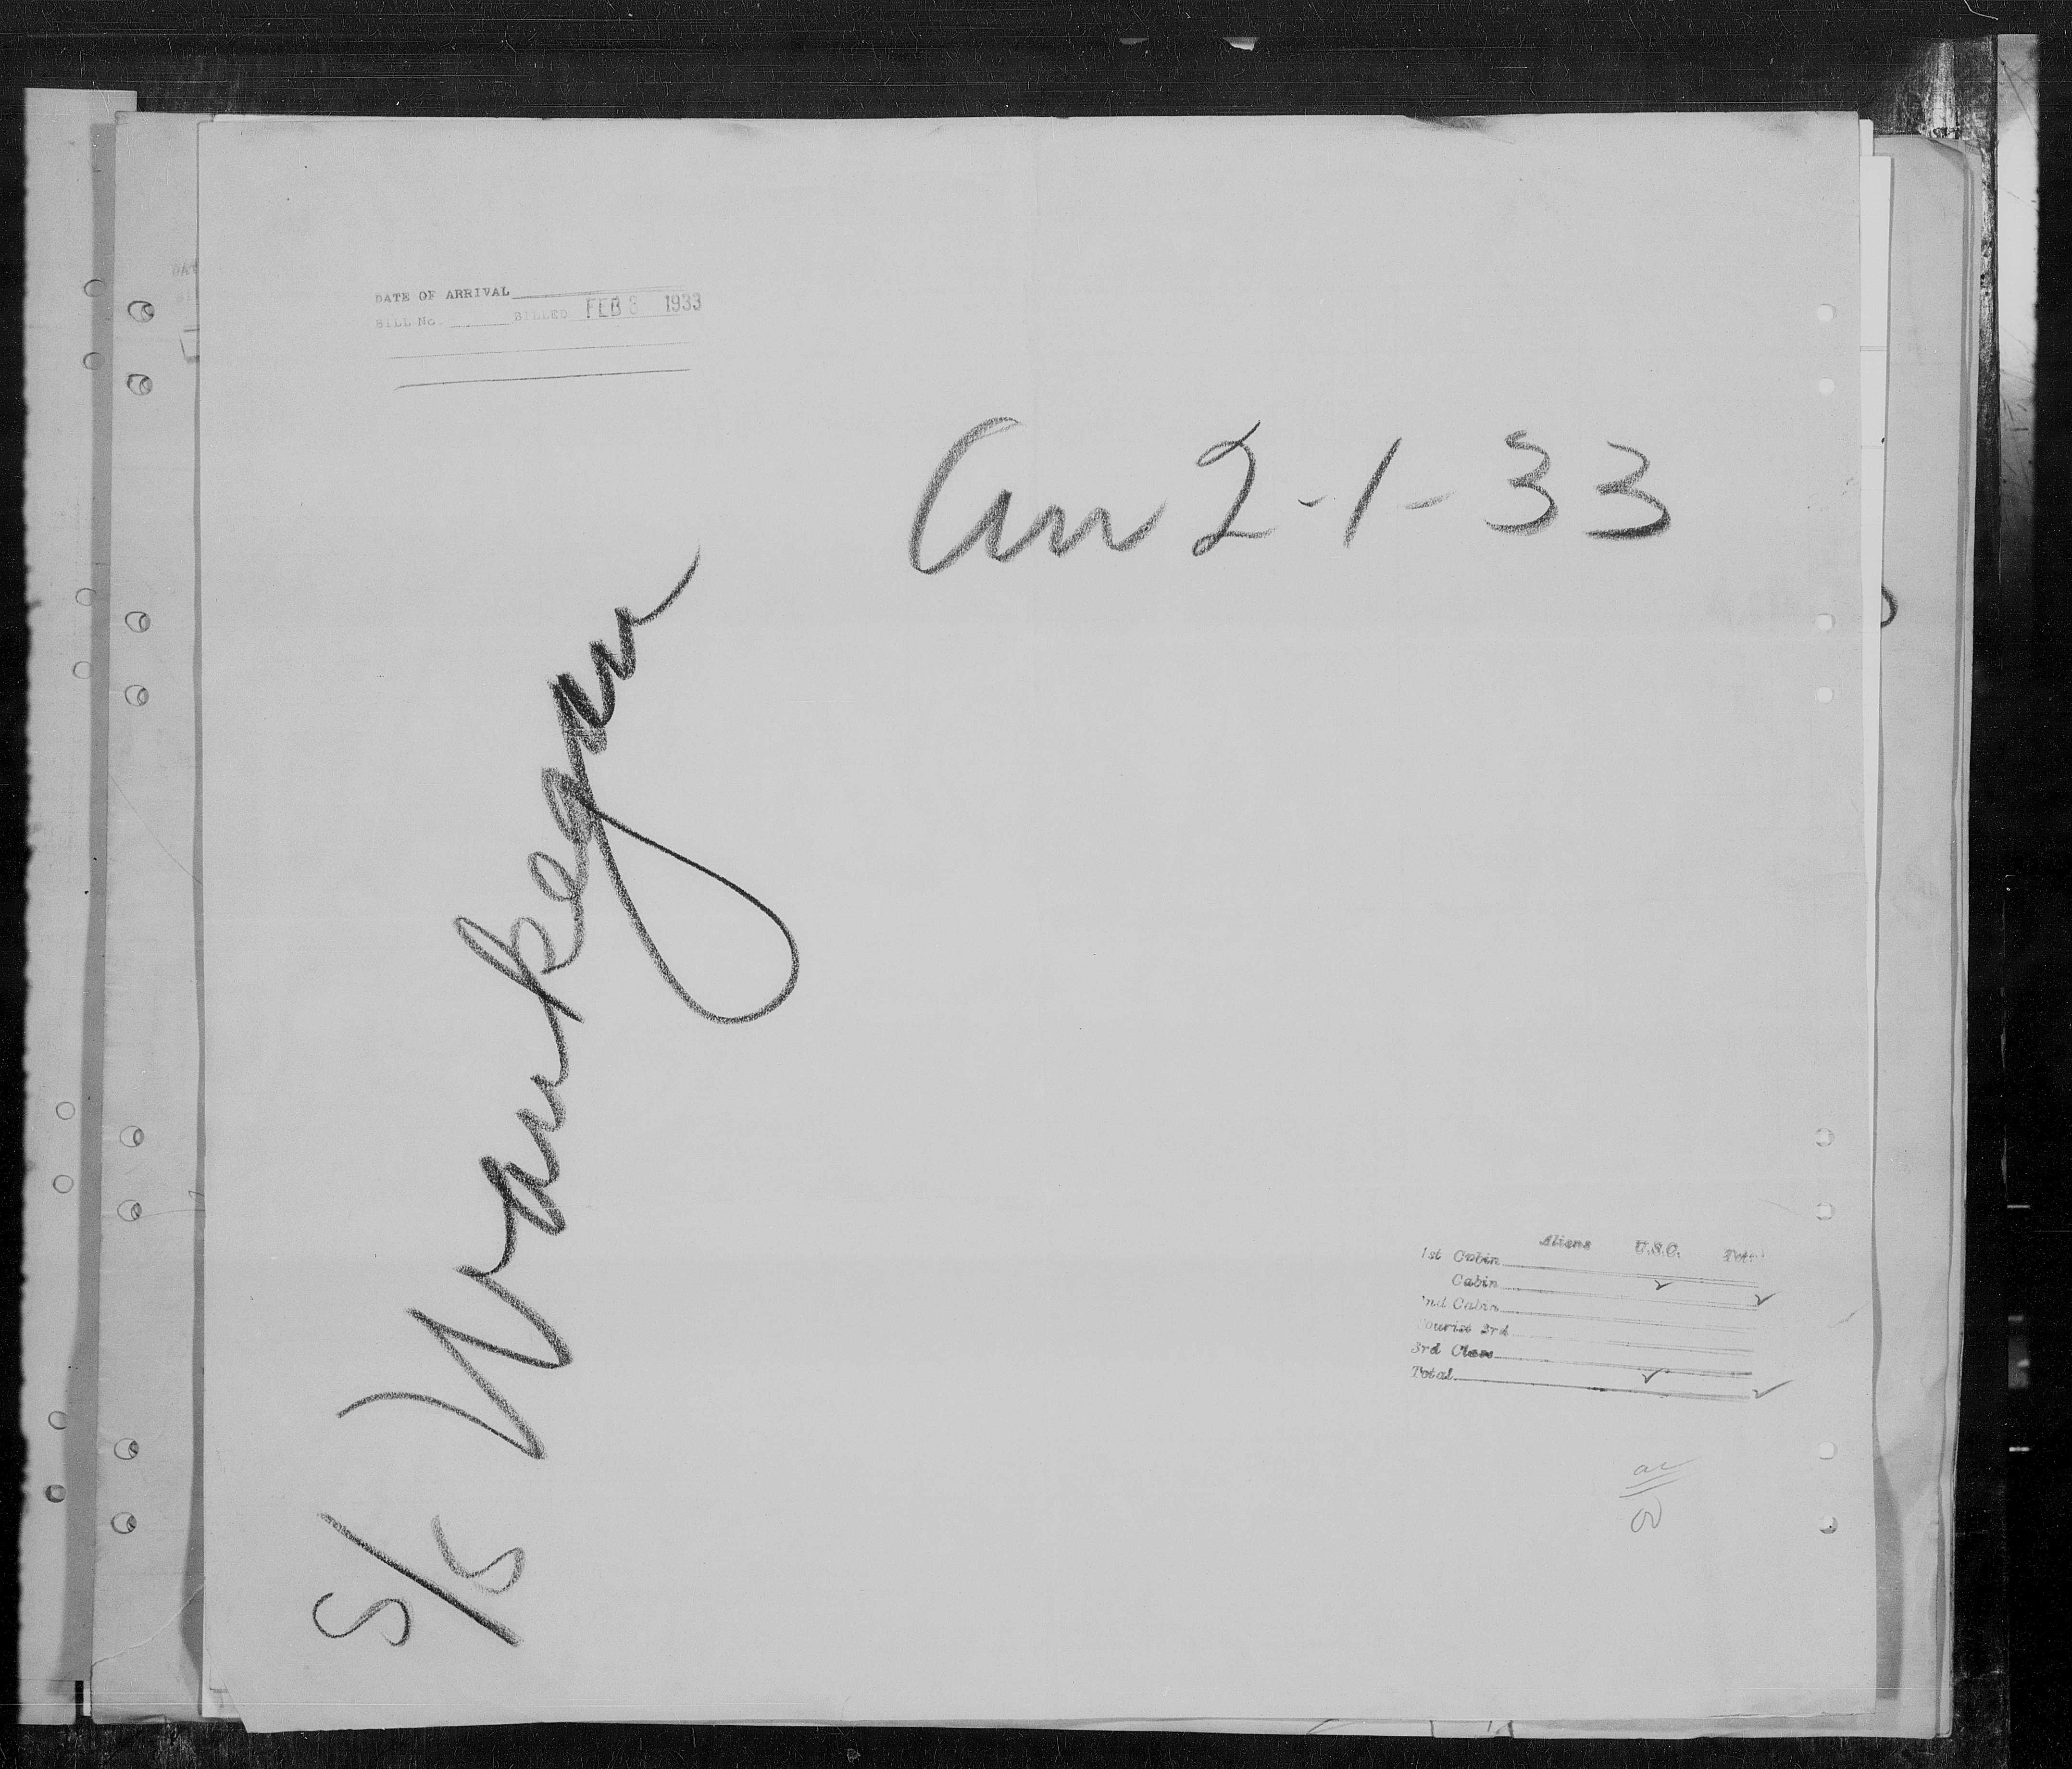 DATE OF ARRIVAL
BILL No. BILLED FEB 3 1933
Arr 2-1-33
S/S Waukegan
Aliens U.S.C. Total
1st Cabin
Cabin ✓ ✓
2nd Cabin
Tourist 3rd
3rd Class
Total ✓ ✓